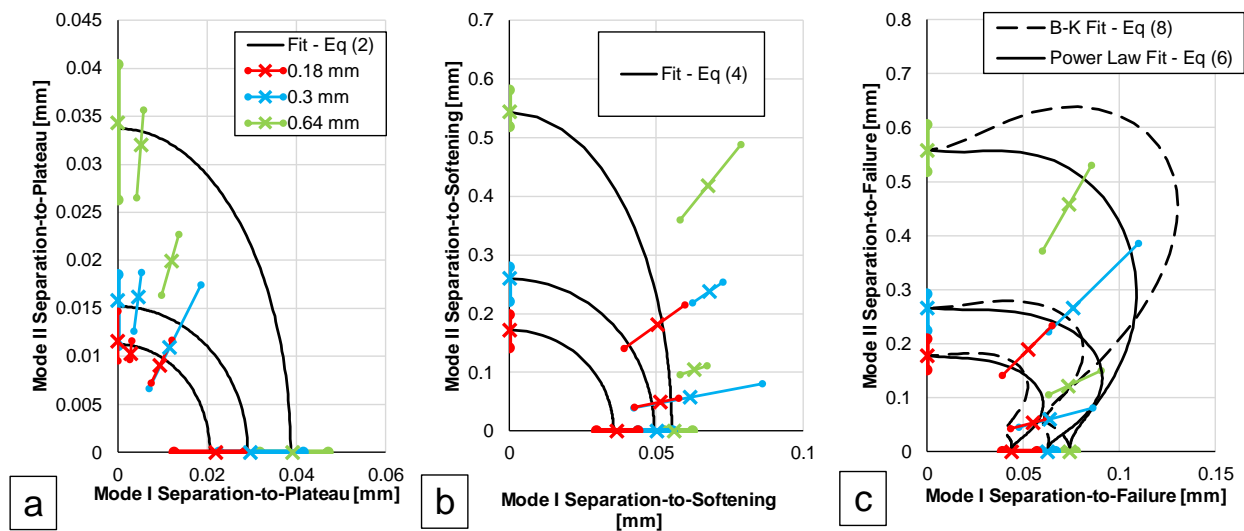 0.045
0.04
0.035
0.03
0.025
0.02
0.015
0.01
0.005
0
0
0.02
0.04
0.06
Mode II Separation-to-Plateau [mm]
Mode I Separation-to-Plateau [mm]
Fit - Eq (2)
0.18 mm
0.3 mm
0.64 mm
a
0.7
0.6
0.5
0.4
0.3
0.2
0.1
0
0
0.05
Mode II Separation-to-Softening [mm]
Mode I Separation-to-Softening
[mm]
Fit - Eq (4)
b
0.8
0.7
0.6
0.5
0.4
0.3
0.2
0.1
0
0
0.05
0.1
0.15
Mode II Separation-to-Failure [mm]
Mode I Separation-to-Failure [mm]
B-K Fit - Eq (8)
Power Law Fit - Eq (6)
c